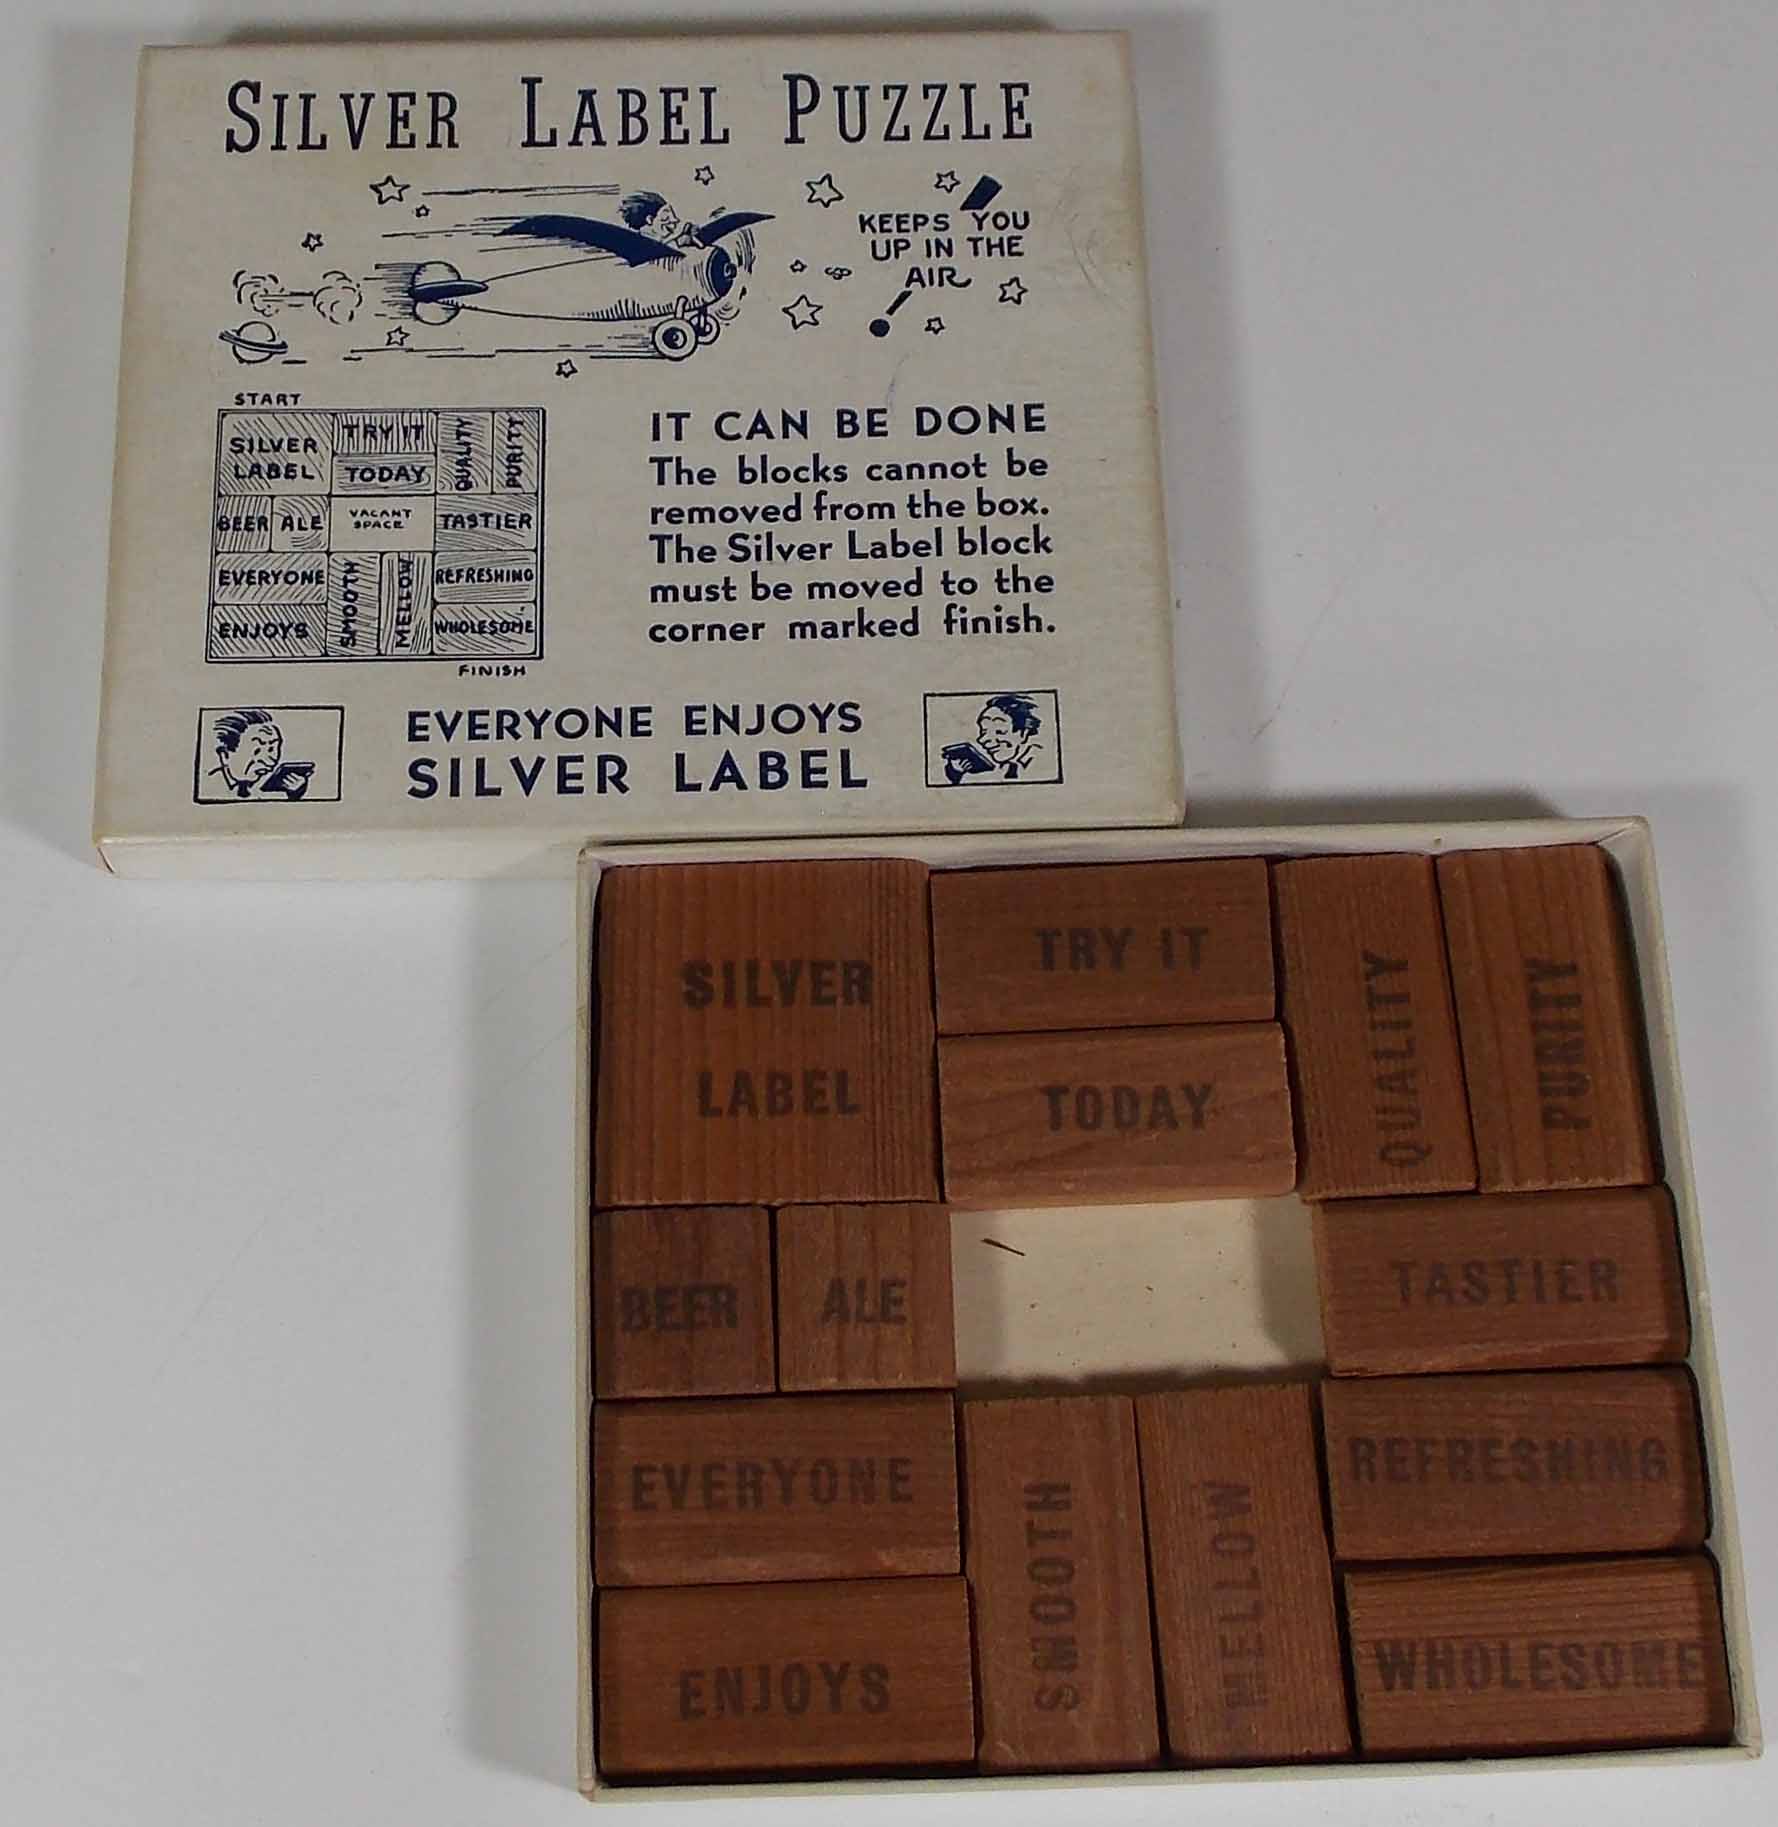 SILVER LABEL PUZZLE
KEEPS YOU
UP IN THE
AIR
START
SILVER
LABEL
TRY IT
TODAY
QUALITY
PURITY
BEER
ALE
VACANT
SPACE
TASTIER
EVERYONE
SMOOTH
MELLOW
REFRESHING
ENJOYS
WHOLESOME
FINISH
IT CAN BE DONE
The blocks cannot be
removed from the box.
The Silver Label block
must be moved to the
corner marked finish.
EVERYONE ENJOYS
SILVER LABEL
SILVER
LABEL
TRY IT
TODAY
QUALITY
PURITY
BEER
ALE
TASTIER
EVERYONE
SMOOTH
MELLOW
REFRESHING
ENJOYS
WHOLESOME